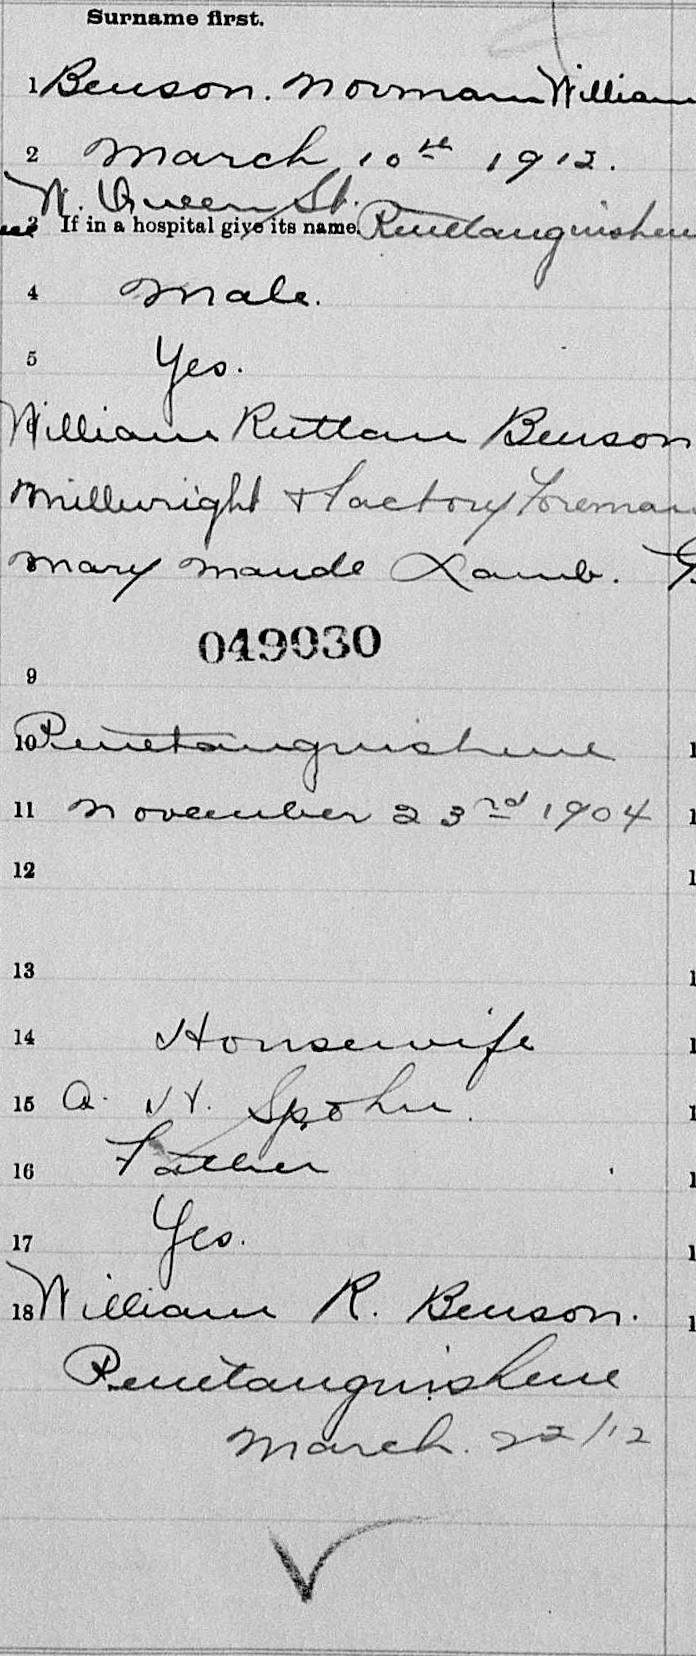 Surname first.
1 Benson. Norman William
2 March 10th 1912.
W. Queen St.
3 If in a hospital give its name. Penetanguishene
4 Male.
5 Yes.
William Rutlan Benson
Millwright & Factory Foreman
Mary Maude Lamb.
049030
9
10 Penetanguishene
11 November 23rd 1904
12
13
14 Housewife
15 A. H. Spohn.
16 Father
17 Yes.
18 William R. Benson.
Penetanguishene
March. 22/12